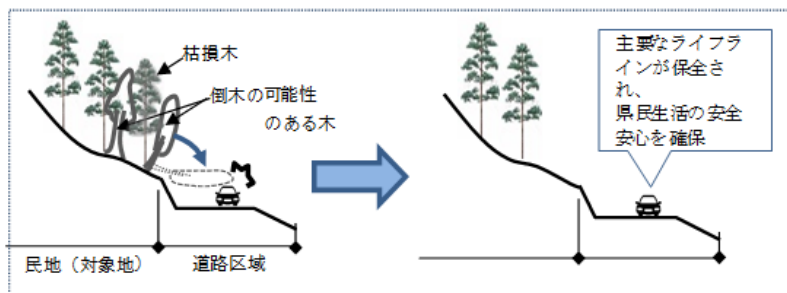 枯損木
倒木の可能性
のある木
民地（対象地）
道路区域
主要なライフラ
インが保全さ
れ、
県民生活の安全
安心を確保